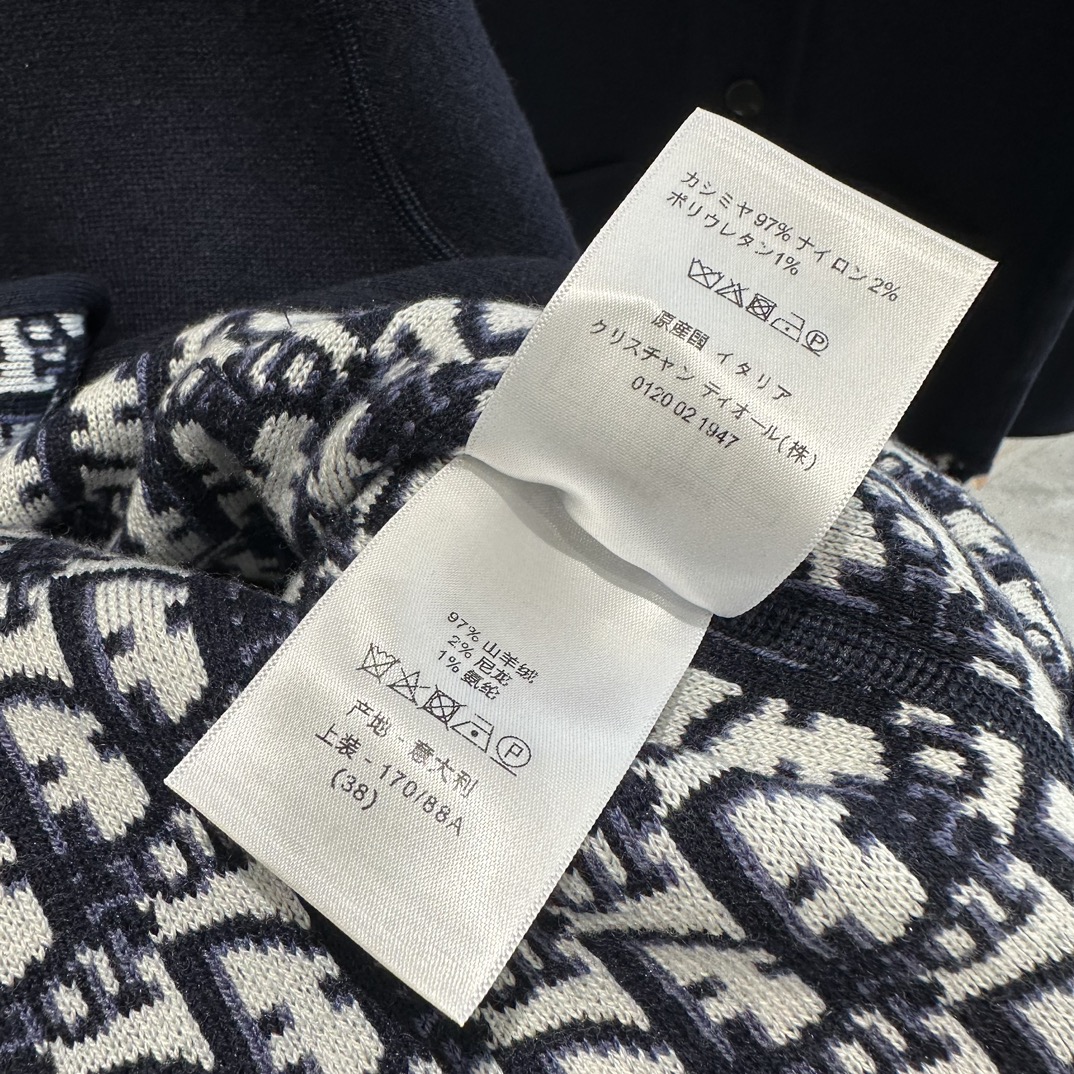 カシミヤ 97% ナイロン 2%
ポリウレタン1%
P
原産国 イタリア
クリスチャン ディオール(株)
0120 02 1947
97% 山羊绒
2% 尼龙
1% 氨纶
P
产地 - 意大利
上装 - 170/88A
(38)